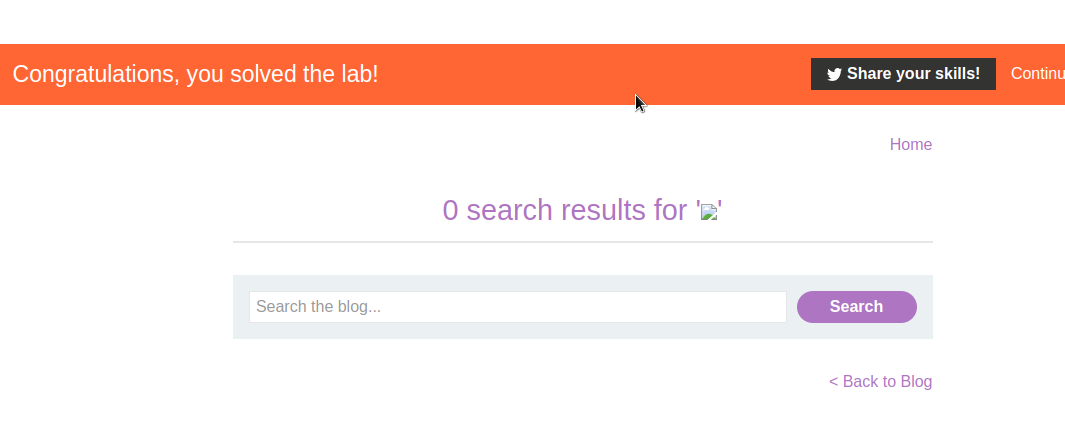 Congratulations, you solved the lab!
Share your skills!
Continu
Home
0 search results for ''
Search the blog...
Search
< Back to Blog